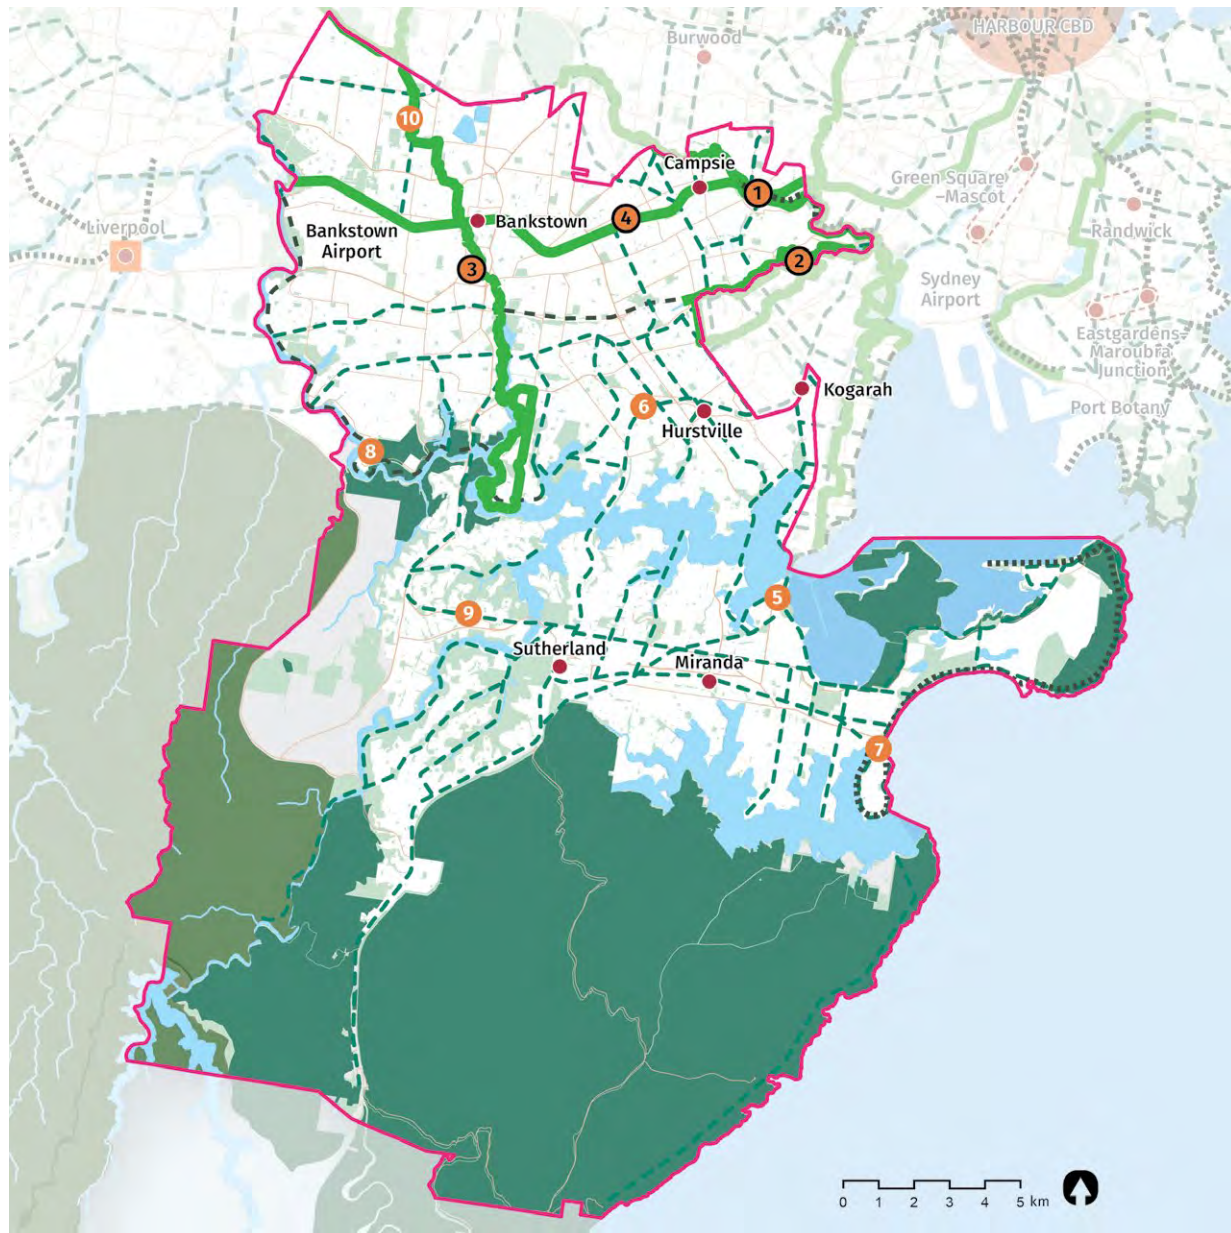 HARBOUR CBD
Burwood
10
Campsie
1
Green Square
–Mascot
4
Bankstown
Liverpool
Bankstown
Airport
Randwick
2
3
Sydney
Airport
Eastgardens–
Maroubra
Junction
Kogarah
6
Port Botany
Hurstville
8
5
9
Sutherland
Miranda
7
0 1 2 3 4 5 km